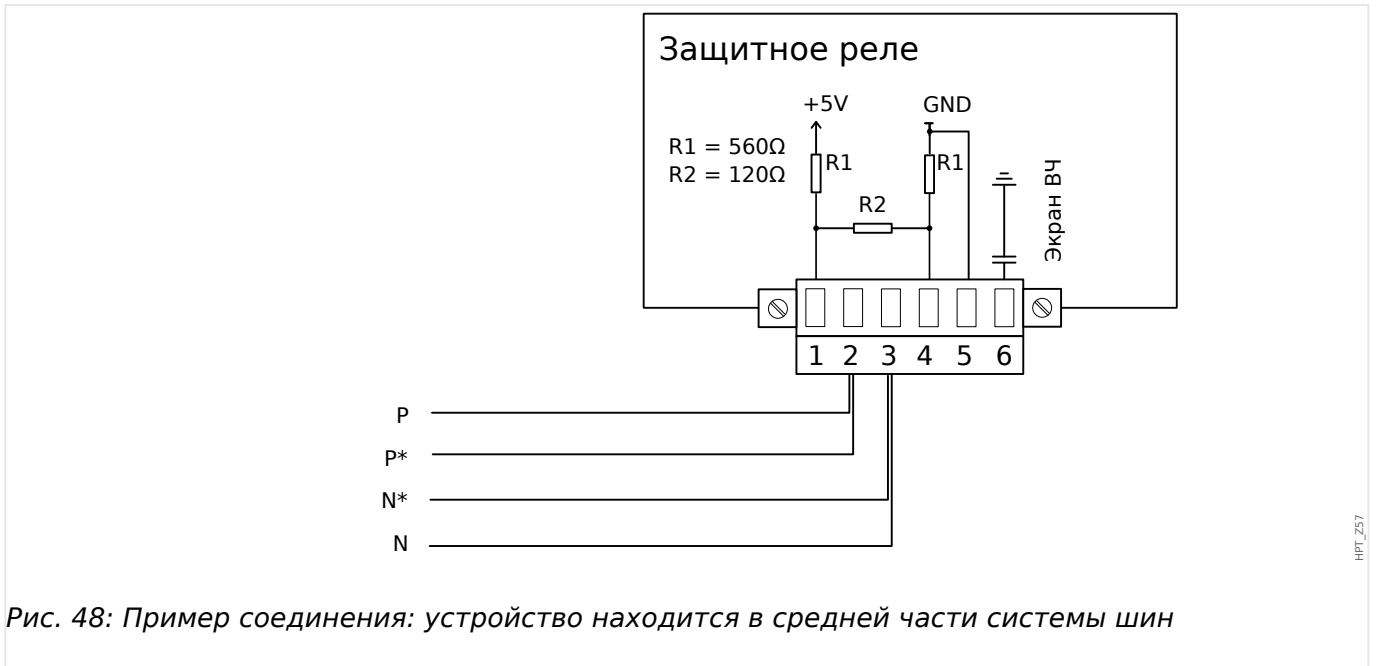 Защитное реле
+5V
GND
R1 = 560Ω
R2 = 120Ω
R1
R1
R2
Экран ВЧ
1 2 3 4 5 6
P
P*
N*
N
HPT_Z57
Рис. 48: Пример соединения: устройство находится в средней части системы шин